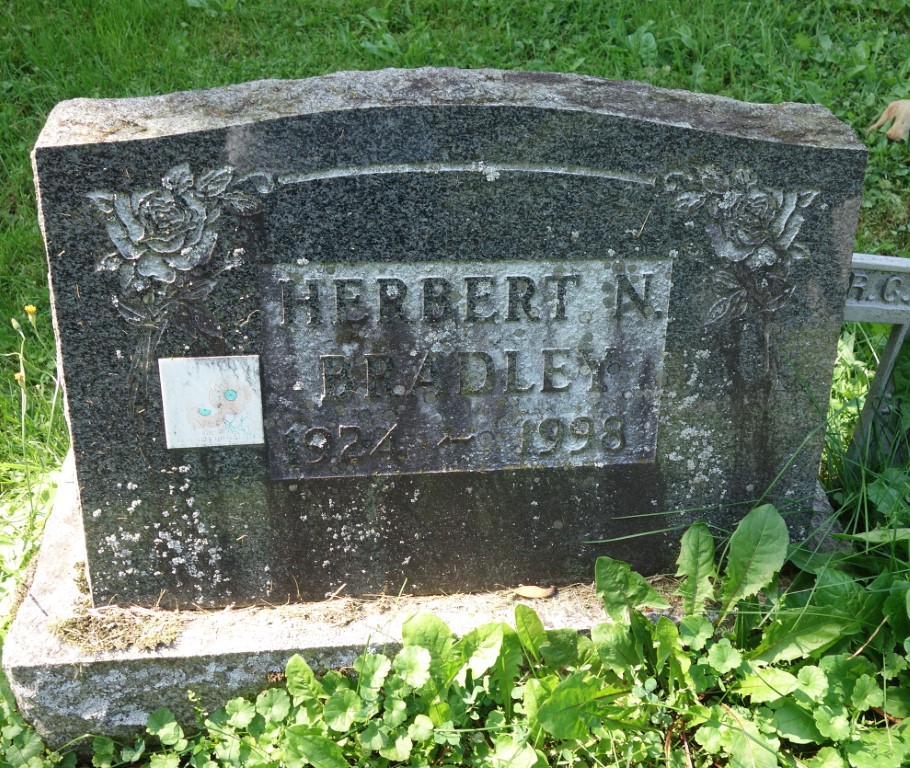 HERBERT N.
BRADLEY
1924 ~ 1998
R.C.